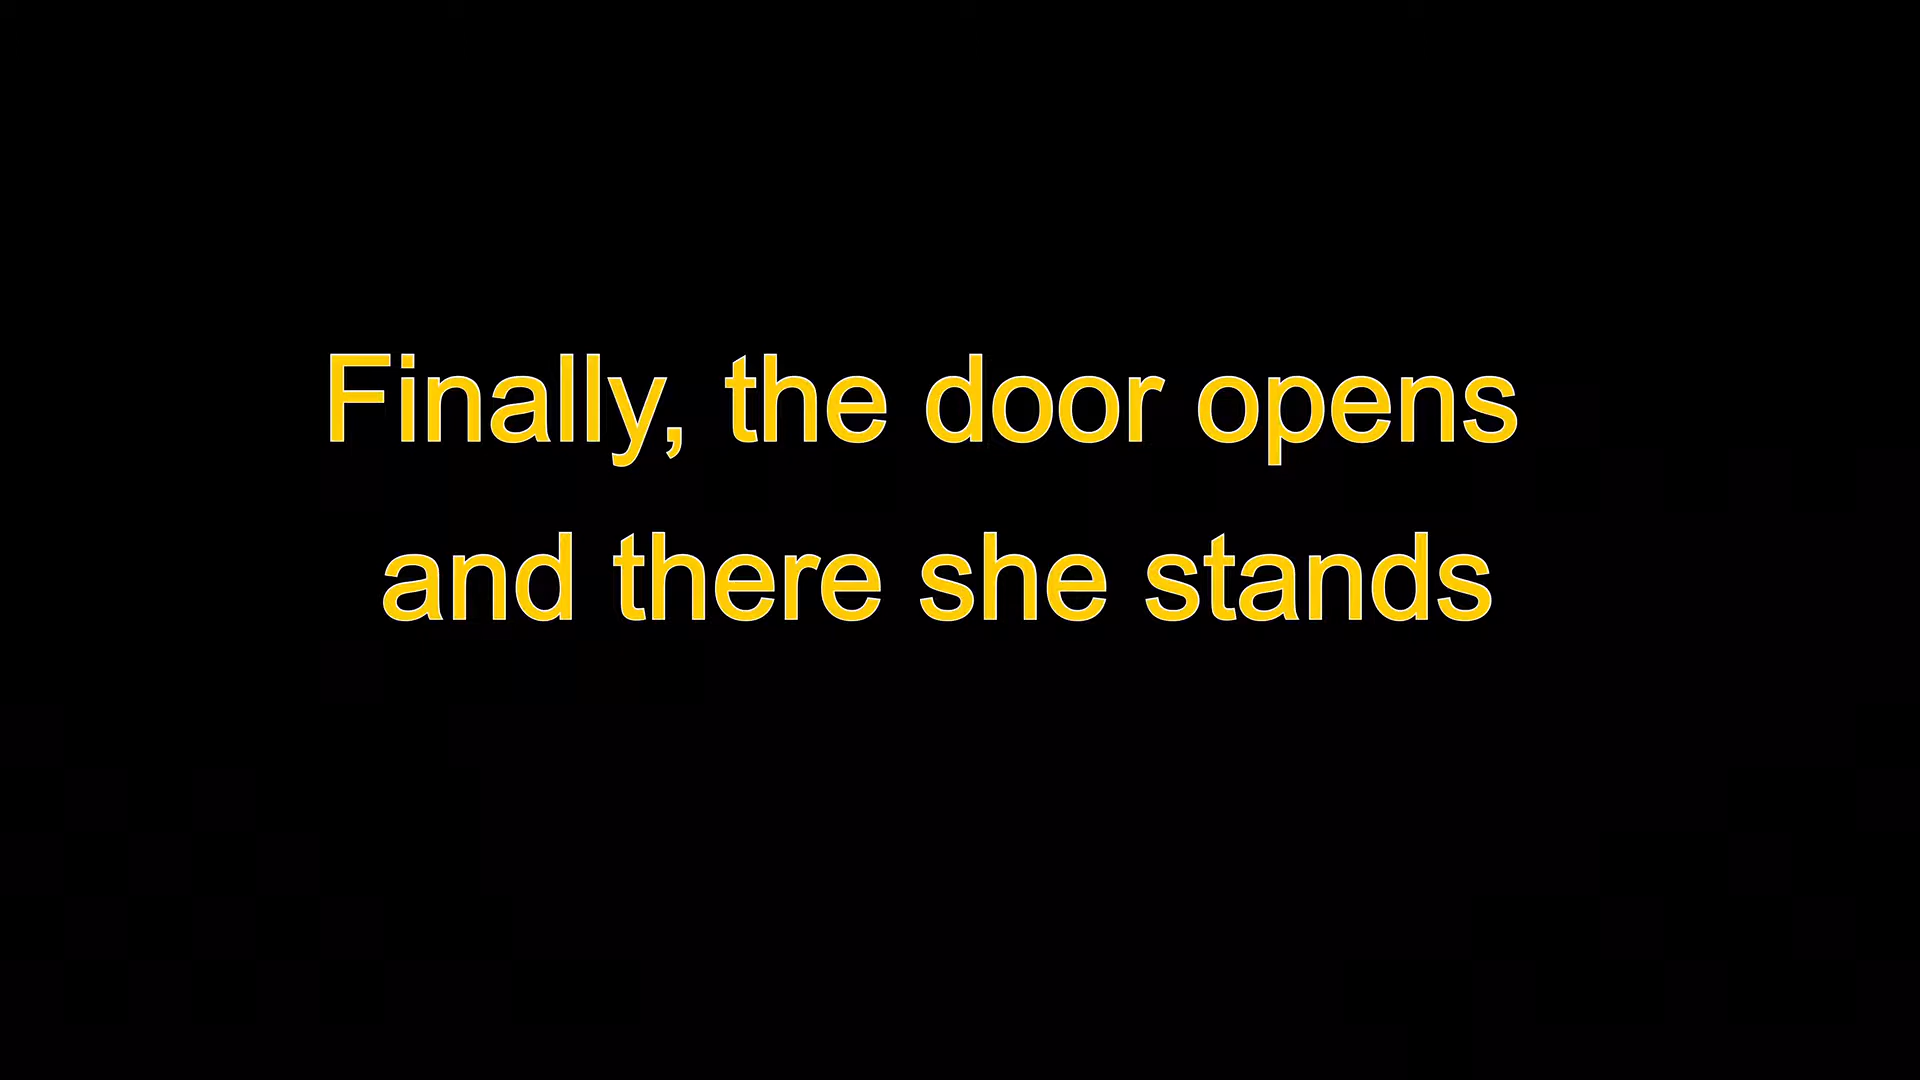 Finally, the door opens
and there she stands